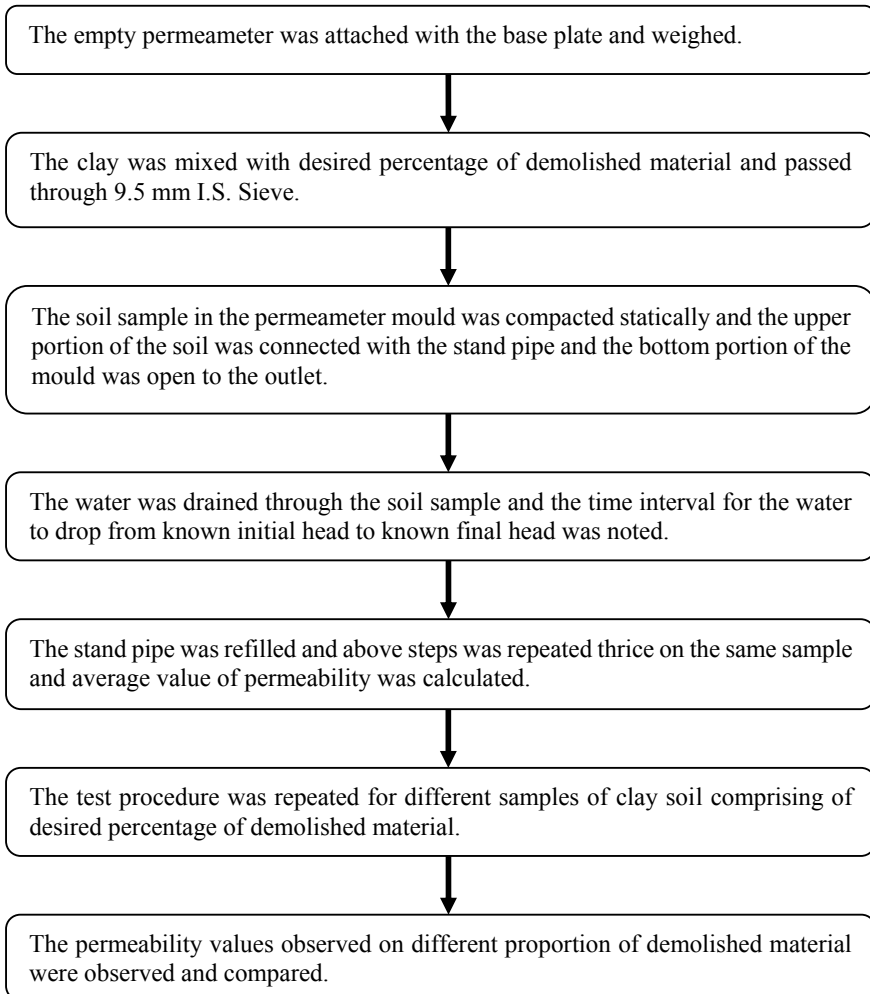 The empty permeameter was attached with the base plate and weighed.
The clay was mixed with desired percentage of demolished material and passed
through 9.5 mm I.S. Sieve.
The soil sample in the permeameter mould was compacted statically and the upper
portion of the soil was connected with the stand pipe and the bottom portion of the
mould was open to the outlet.
The water was drained through the soil sample and the time interval for the water
to drop from known initial head to known final head was noted.
The stand pipe was refilled and above steps was repeated thrice on the same sample
and average value of permeability was calculated.
The test procedure was repeated for different samples of clay soil comprising of
desired percentage of demolished material.
The permeability values observed on different proportion of demolished material
were observed and compared.